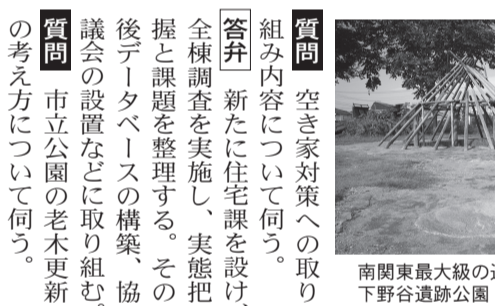 質問　空き家対策への取り
組み内容について伺う。
答弁　新たに住宅課を設け、
全棟調査を実施し、実態把
握と課題を整理する。その
後データベースの構築、協
議会の設置などに取り組む。
質問　市立公園の老木更新
の考え方について伺う。
南関東最大級の
下野谷遺跡公園